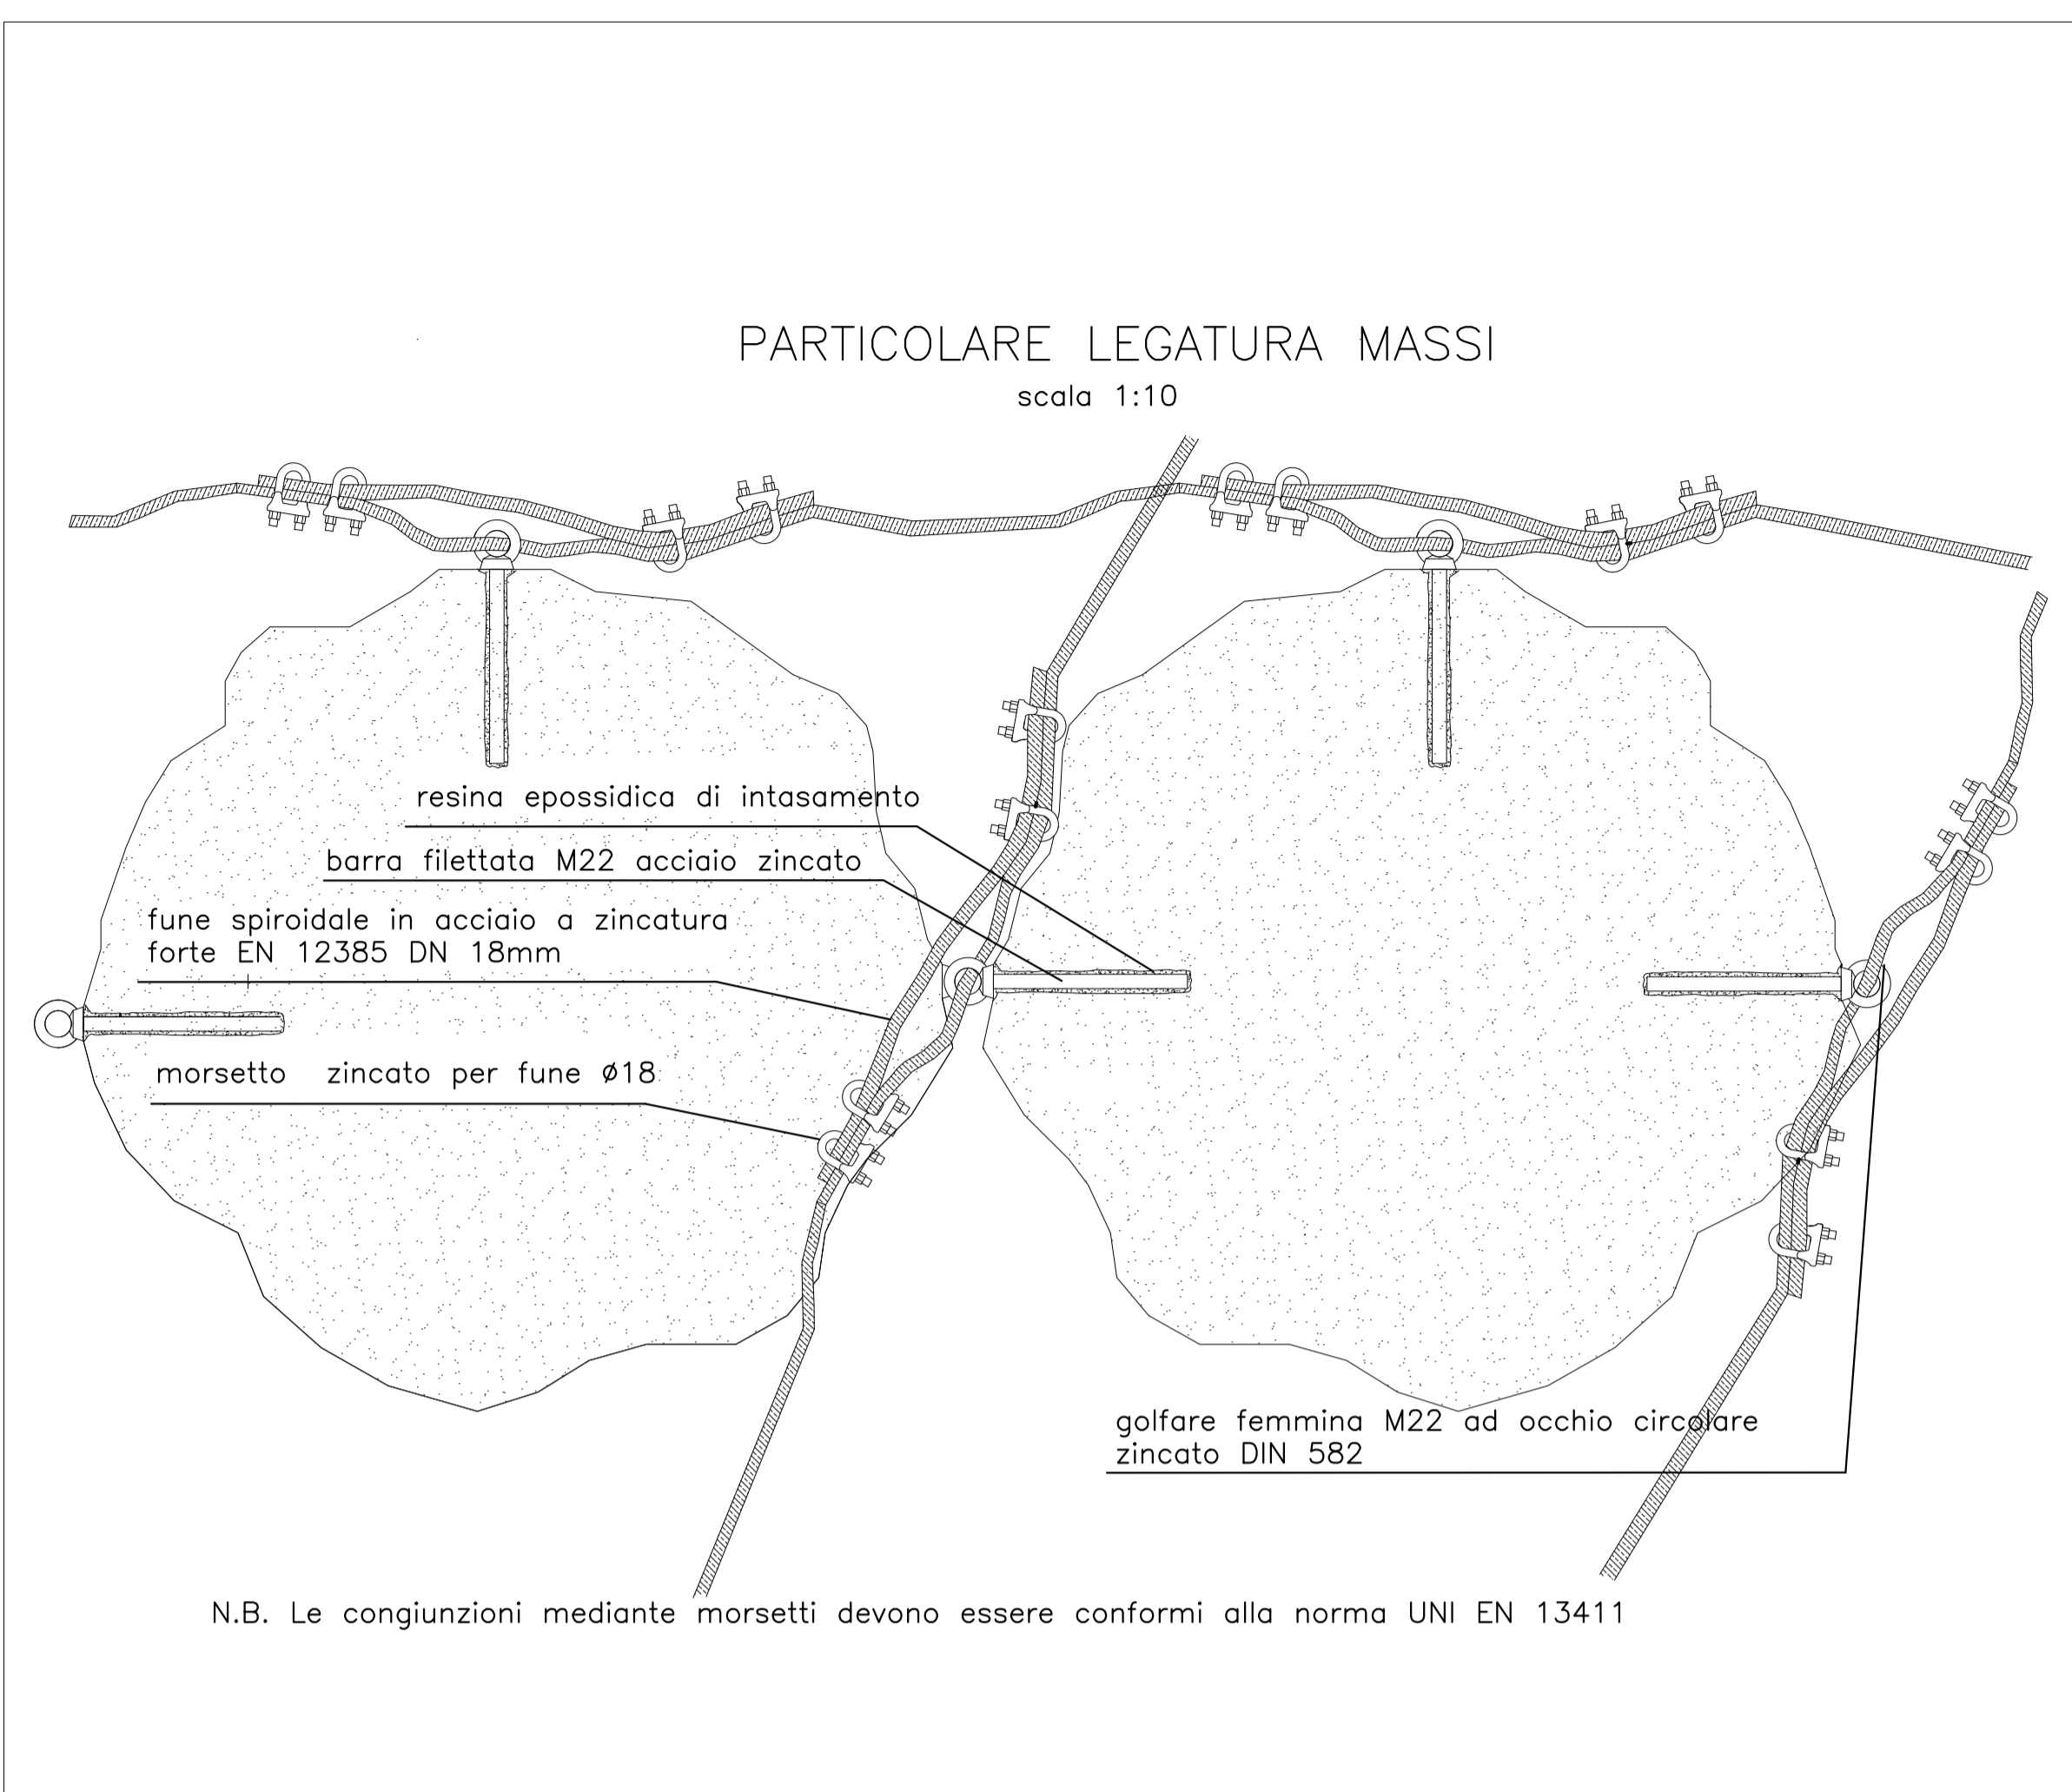 PARTICOLARE LEGATURA MASSI
scala 1:10
resina epossidica di intasamento
barra filettata M22 acciaio zincato
fune spiroidale in acciaio a zincatura
forte EN 12385 DN 18mm
morsetto zincato per fune Ø18
golfare femmina M22 ad occhio circolare
zincato DIN 582
N.B. Le congiunzioni mediante morsetti devono essere conformi alla norma UNI EN 13411